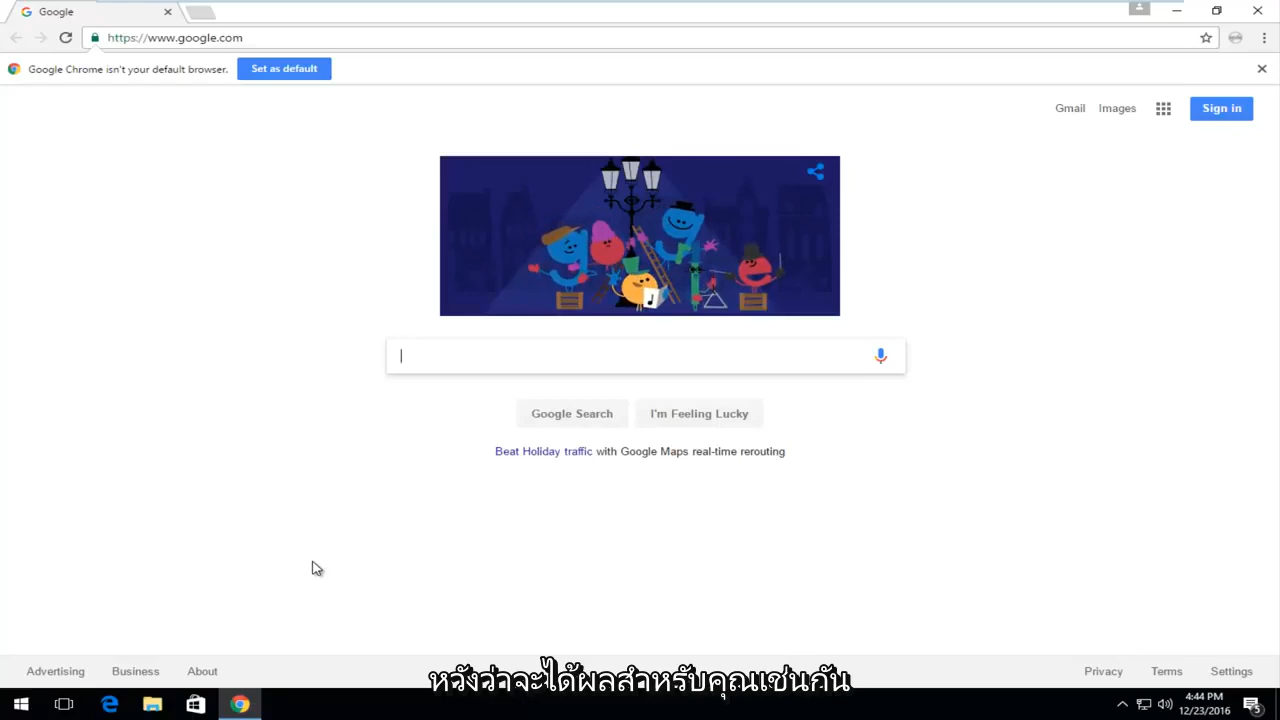 Google
https://www.google.com
Google Chrome isn't your default browser.
Set as default
Gmail
Images
Sign in
Google Search
I'm Feeling Lucky
Beat Holiday traffic with Google Maps real-time rerouting
Advertising
Business
About
Privacy
Terms
Settings
หวังว่าจะได้ผลสำหรับคุณเช่นกัน
4:44 PM
12/23/2016
5